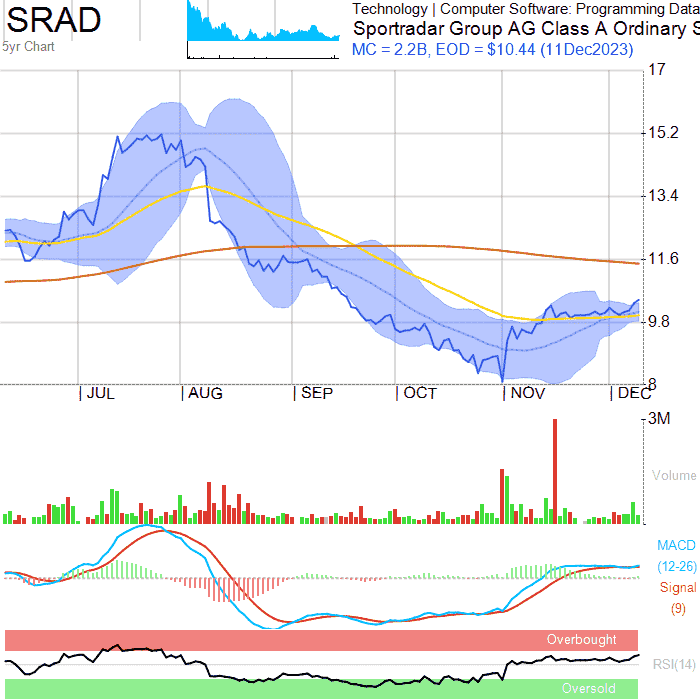 SRAD
5yr Chart
Technology | Computer Software: Programming Data
Sportradar Group AG Class A Ordinary S
MC = 2.2B, EOD = $10.44 (11Dec2023)
17
15.2
13.4
11.6
9.8
8
JUL
AUG
SEP
OCT
NOV
DEC
3M
Volume
MACD
(12-26)
Signal
(9)
Overbought
RSI(14)
Oversold